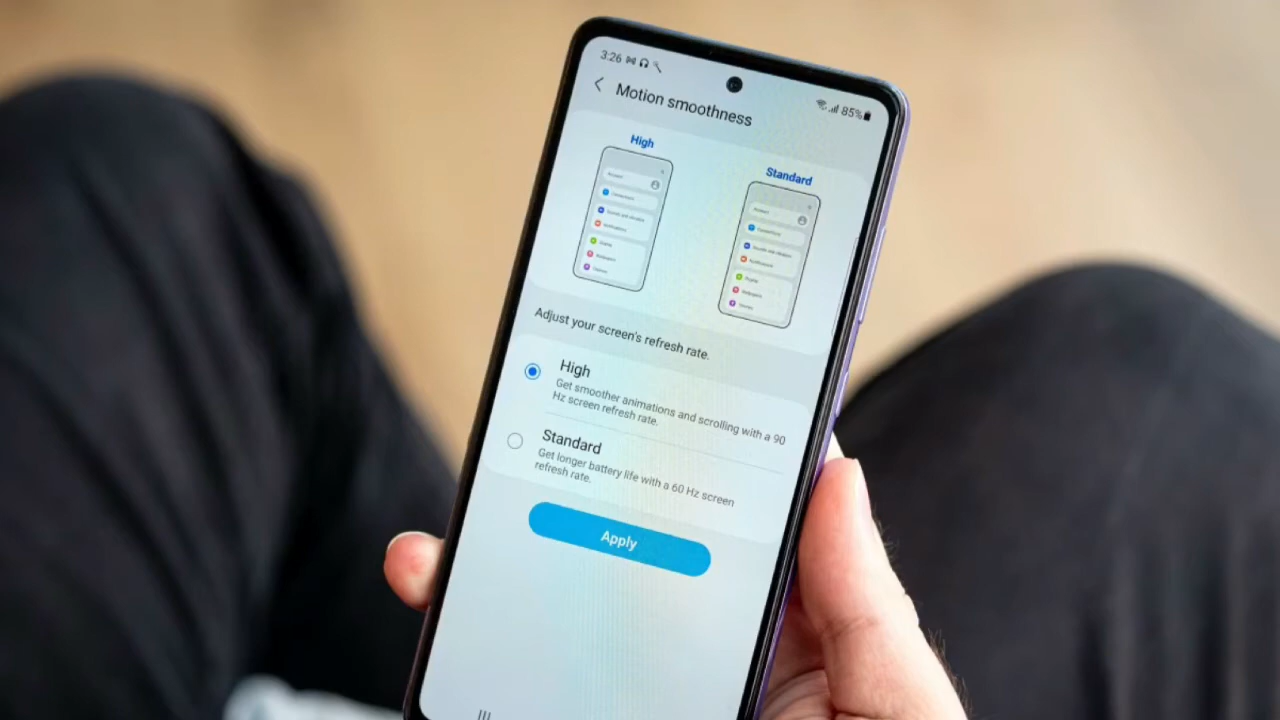 3:26
85%
Motion smoothness
High
Standard
Adjust your screen's refresh rate.
High
Get smoother animations and scrolling with a 90
Hz screen refresh rate.
Standard
Get longer battery life with a 60 Hz screen
refresh rate.
Apply